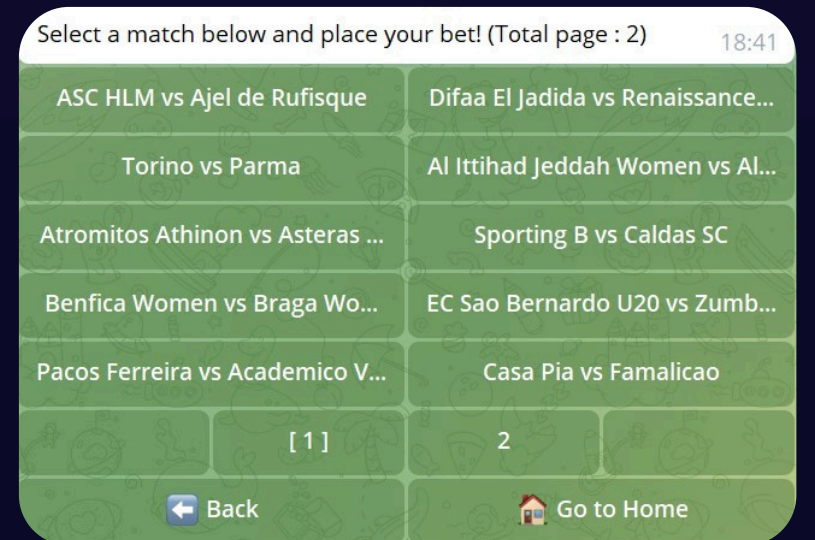 Select a match below and place your bet! (Total page : 2)
18:41
ASC HLM vs Ajel de Rufisque
Difaa El Jadida vs Renaissance...
Torino vs Parma
Al Ittihad Jeddah Women vs Al...
Atromitos Athinon vs Asteras ...
Sporting B vs Caldas SC
Benfica Women vs Braga Wo...
EC Sao Bernardo U20 vs Zumb...
Pacos Ferreira vs Academico V...
Casa Pia vs Famalicao
[ 1 ]
2
Back
Go to Home